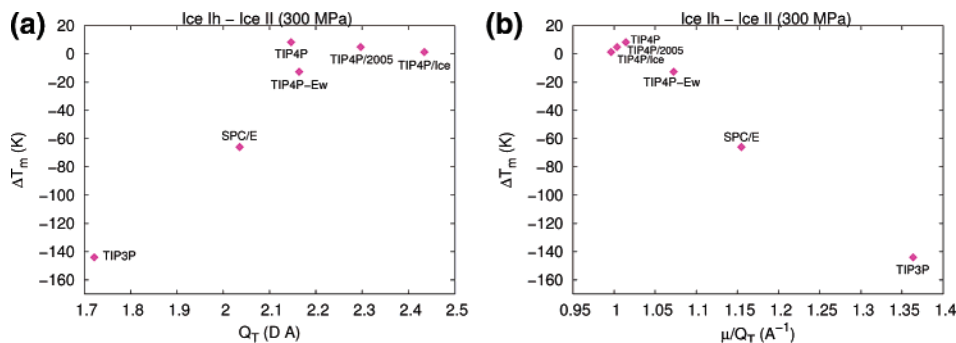 (a)
Ice Ih − Ice II (300 MPa)
20
0
−20
−40
−60
−80
−100
−120
−140
−160
ΔT_m (K)
TIP4P
TIP4P/2005
TIP4P/Ice
TIP4P−Ew
SPC/E
TIP3P
1.7 1.8 1.9 2 2.1 2.2 2.3 2.4 2.5
Q_T (D A)
(b)
Ice Ih − Ice II (300 MPa)
20
0
−20
−40
−60
−80
−100
−120
−140
−160
ΔT_m (K)
TIP4P
TIP4P/2005
TIP4P/Ice
TIP4P−Ew
SPC/E
TIP3P
0.95 1 1.05 1.1 1.15 1.2 1.25 1.3 1.35 1.4
μ/Q_T (A⁻¹)